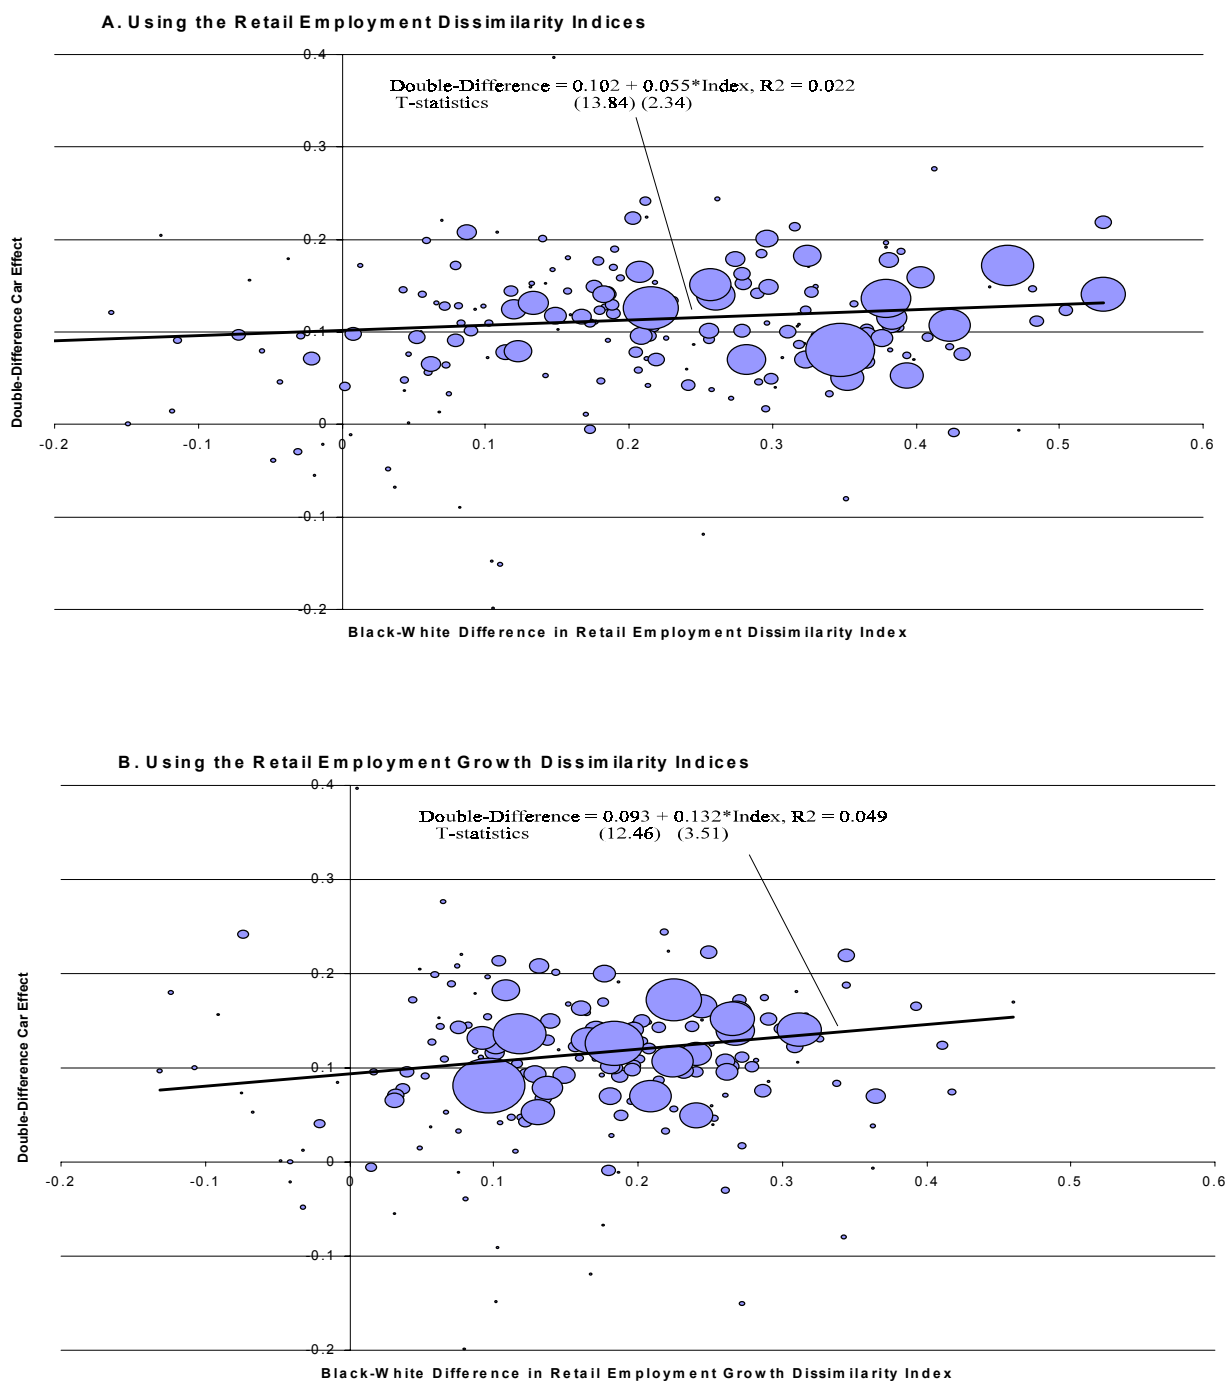 A. Using the Retail Employment Dissimilarity Indices
0.4
Double-Difference = 0.102 + 0.055*Index, R2 = 0.022
T-statistics (13.84) (2.34)
0.3
0.2
0.1
0
-0.1
-0.2
-0.2 -0.1 0 0.1 0.2 0.3 0.4 0.5 0.6
Double-Difference Car Effect
Black-White Difference in Retail Employment Dissimilarity Index
B. Using the Retail Employment Growth Dissimilarity Indices
0.4
Double-Difference = 0.093 + 0.132*Index, R2 = 0.049
T-statistics (12.46) (3.51)
0.3
0.2
0.1
0
-0.1
-0.2
-0.2 -0.1 0 0.1 0.2 0.3 0.4 0.5 0.6
Double-Difference Car Effect
Black-White Difference in Retail Employment Growth Dissimilarity Index